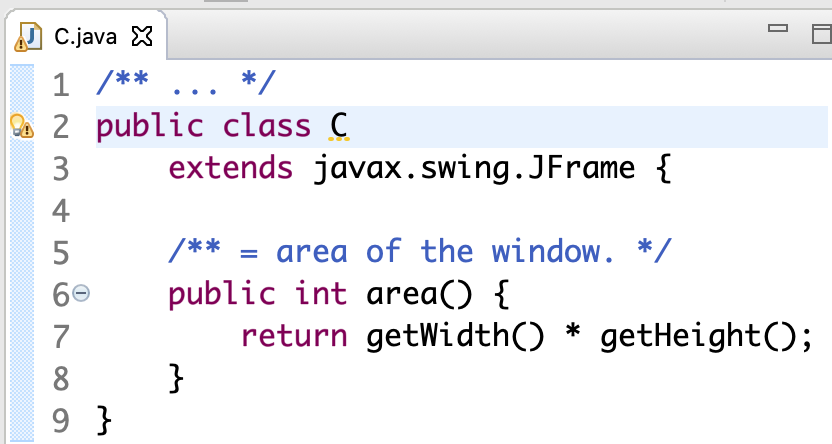 C.java
1 /** ... */
2 public class C
3     extends javax.swing.JFrame {
4
5     /** = area of the window. */
6     public int area() {
7         return getWidth() * getHeight();
8     }
9 }